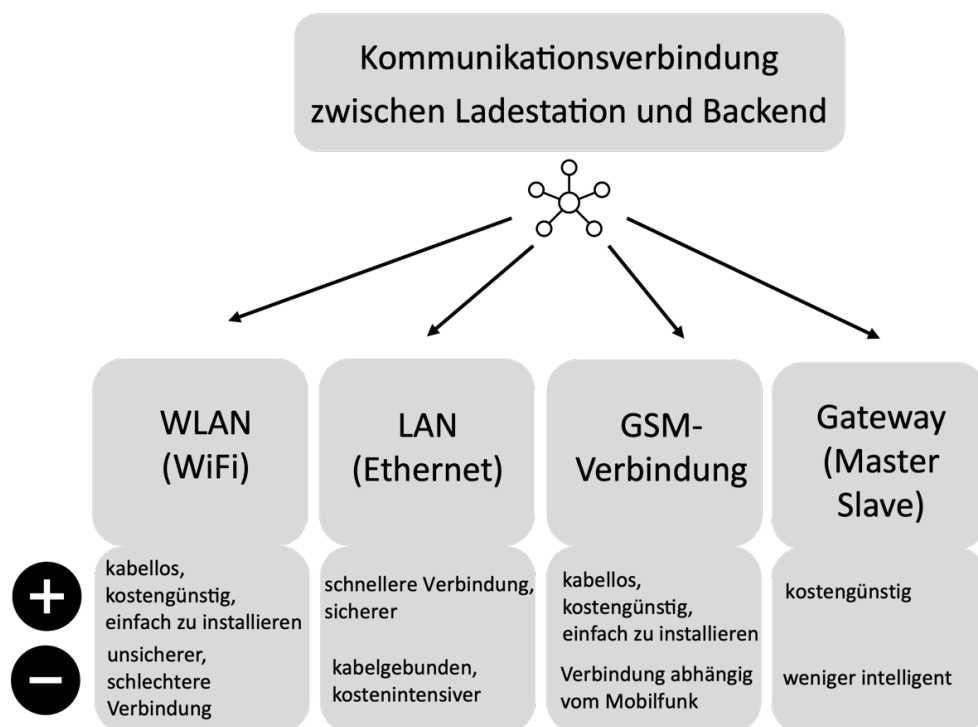 Kommunikationsverbindung
zwischen Ladestation und Backend
WLAN
(WiFi)
LAN
(Ethernet)
GSM-
Verbindung
Gateway
(Master
Slave)
kabellos,
kostengünstig,
einfach zu installieren
schnellere Verbindung,
sicherer
kabellos,
kostengünstig,
einfach zu installieren
kostengünstig
unsicherer,
schlechtere
Verbindung
kabelgebunden,
kostenintensiver
Verbindung abhängig
vom Mobilfunk
weniger intelligent